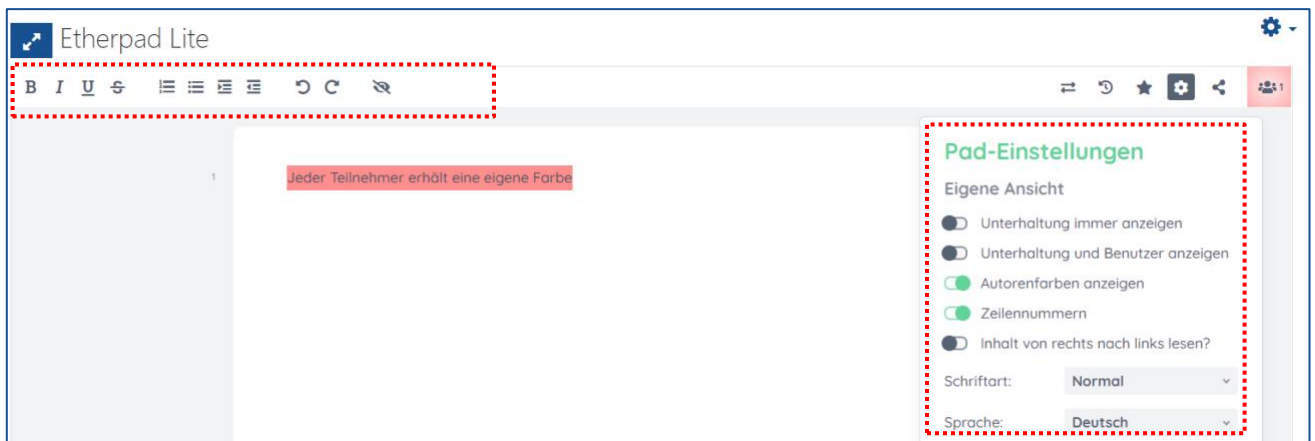 Etherpad Lite
B I U S
1
Pad-Einstellungen
1 Jeder Teilnehmer erhält eine eigene Farbe
Eigene Ansicht
Unterhaltung immer anzeigen
Unterhaltung und Benutzer anzeigen
Autorenfarben anzeigen
Zeilennummern
Inhalt von rechts nach links lesen?
Schriftart: Normal
Sprache: Deutsch